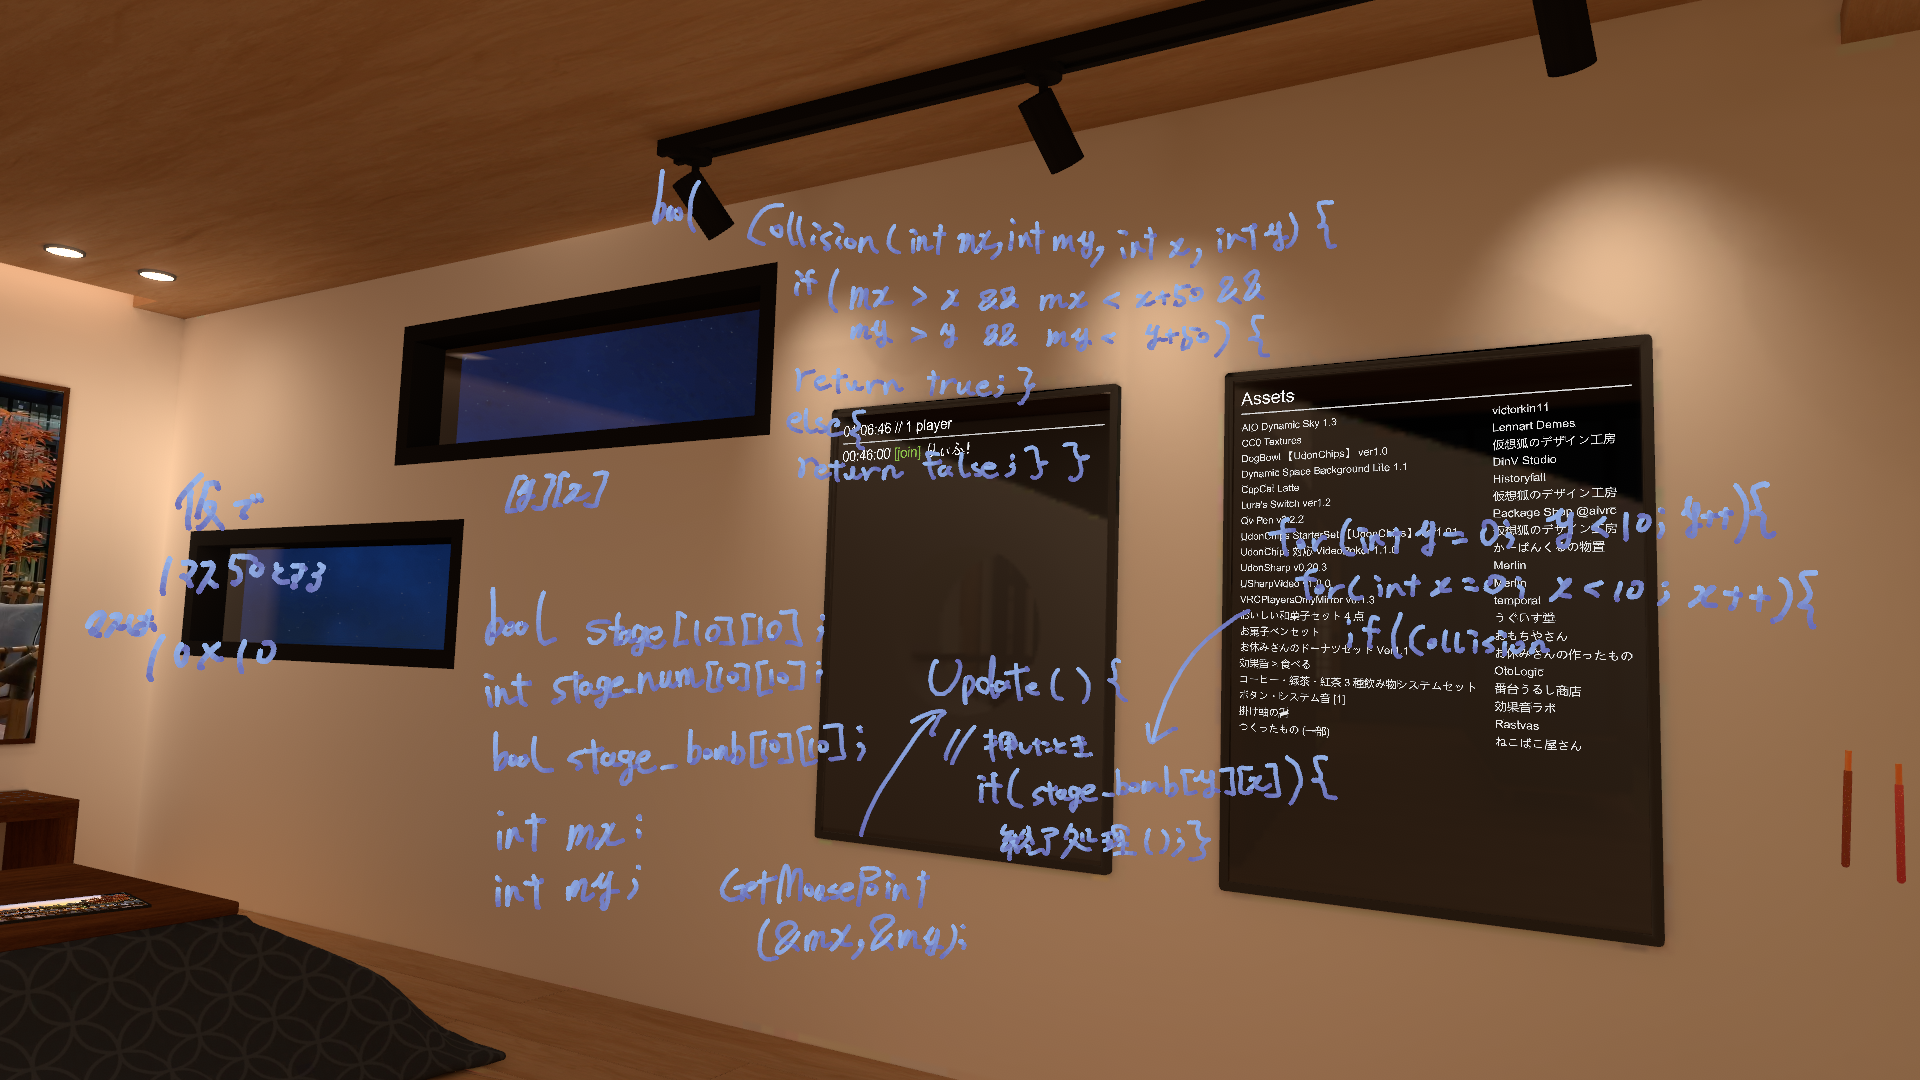 bool Collision(int mx, int my, int x, int y) {
if( mx > x && mx < x+50 &&
my > y && my < y+50) {
return true; }
else {
return false; } }
04:06:46 // 1 player
00:46:00 [join]
仮で
1マス50とする
10×10
[y][x]
bool stage[10][10];
int stage_num[10][10];
bool stage_bomb[10][10];
int mx:
int my;
GetMousePoint
(&mx,&my);
Update() {
//押したとき
if(stage_bomb[y][x]){
終了処理();}
for(int y=0; y<10; y++){
for(int x=0; x<10; x++){
if(Collision
Assets
AIO Dynamic Sky 1.3 victorkin11
CC0 Textures Lennart Demes
DogBowl 【UdonChips】 ver1.0 仮想狐のデザイン工房
Dynamic Space Background Lite 1.1 DinV Studio
CupCat Latte Historyfall
Lura's Switch ver1.2 仮想狐のデザイン工房
Qv Pen v3.2.2 Package Shop @aivrc
UdonChips StarterSet 【UdonChips】 仮想狐のデザイン工房
UdonChips 対応 VideoPoker 1.1.0 かーぱんくるの物置
UdonSharp v0.20.3 Merlin
USharpVideo v1.0.0 Merlin
VRCPlayersOnlyMirror v0.1.3 temporal
おいしい和菓子セット 4 点 うぐいす堂
お菓子ペンセット おもちやさん
お休みさんのドーナツセット Ver1.1 お休みさんの作ったもの
効果音 > 食べる OtoLogic
コーヒー・緑茶・紅茶 3 種飲み物システムセット 番台うるし商店
ボタン・システム音 [1] 効果音ラボ
掛け軸の Rastvas
つくったもの (一部) ねこばこ屋さん